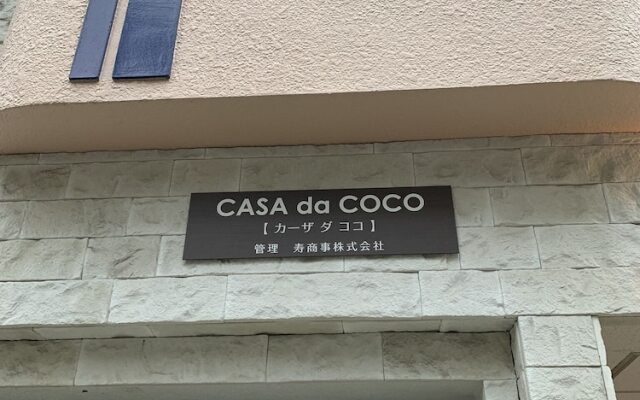 CASA da COCO
【 カーザ ダ ココ 】
管理 寿商事株式会社